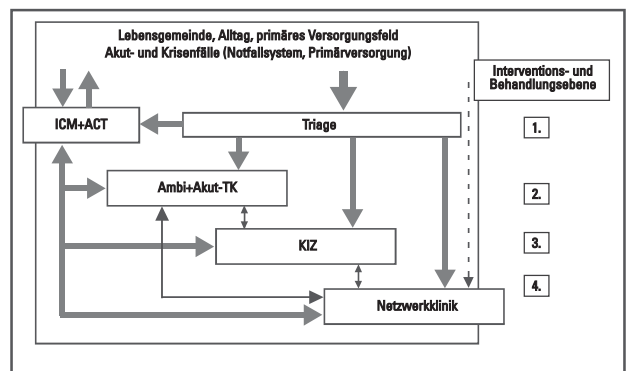 Lebensgemeinde, Alltag, primäres Versorgungsfeld
Akut- und Krisenfälle (Notfallsystem, Primärversorgung)
Interventions- und
Behandlungsebene
ICM+ACT
Triage
1.
Ambi+Akut-TK
2.
KIZ
3.
4.
Netzwerkklinik